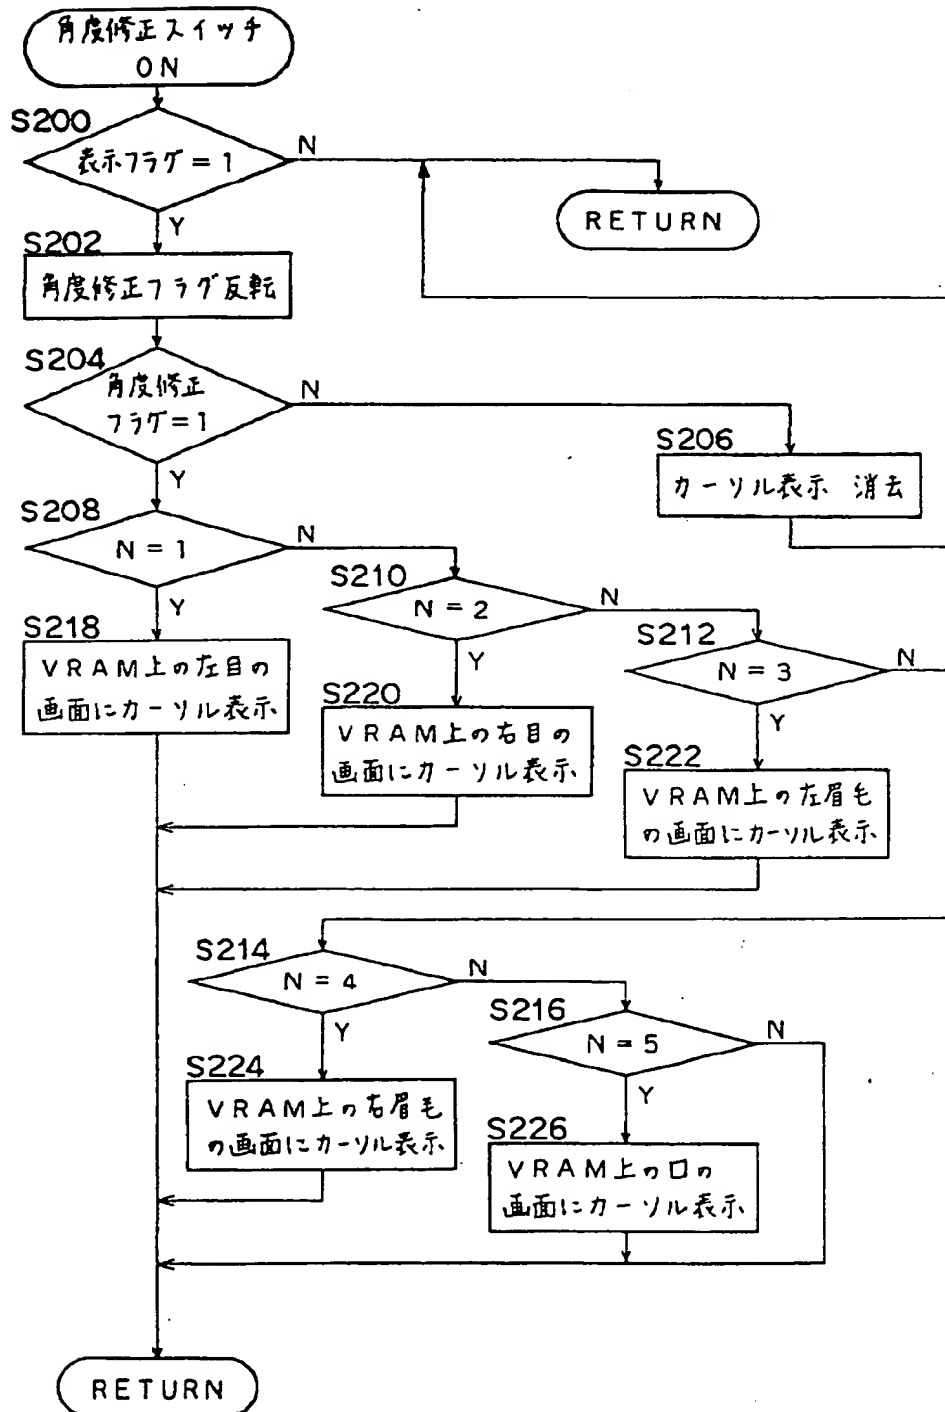 角度修正スイッチ
ON
S200
表示フラグ=1
N
Y
RETURN
S202
角度修正フラグ反転
S204
角度修正
フラグ=1
N
Y
S206
カーソル表示 消去
S208
N=1
N
Y
S210
N=2
N
Y
S212
N=3
N
Y
S218
VRAM上の左目の
画面にカーソル表示
S220
VRAM上の右目の
画面にカーソル表示
S222
VRAM上の左眉毛
の画面にカーソル表示
S214
N=4
N
Y
S216
N=5
N
Y
S224
VRAM上の右眉毛
の画面にカーソル表示
S226
VRAM上の口の
画面にカーソル表示
RETURN